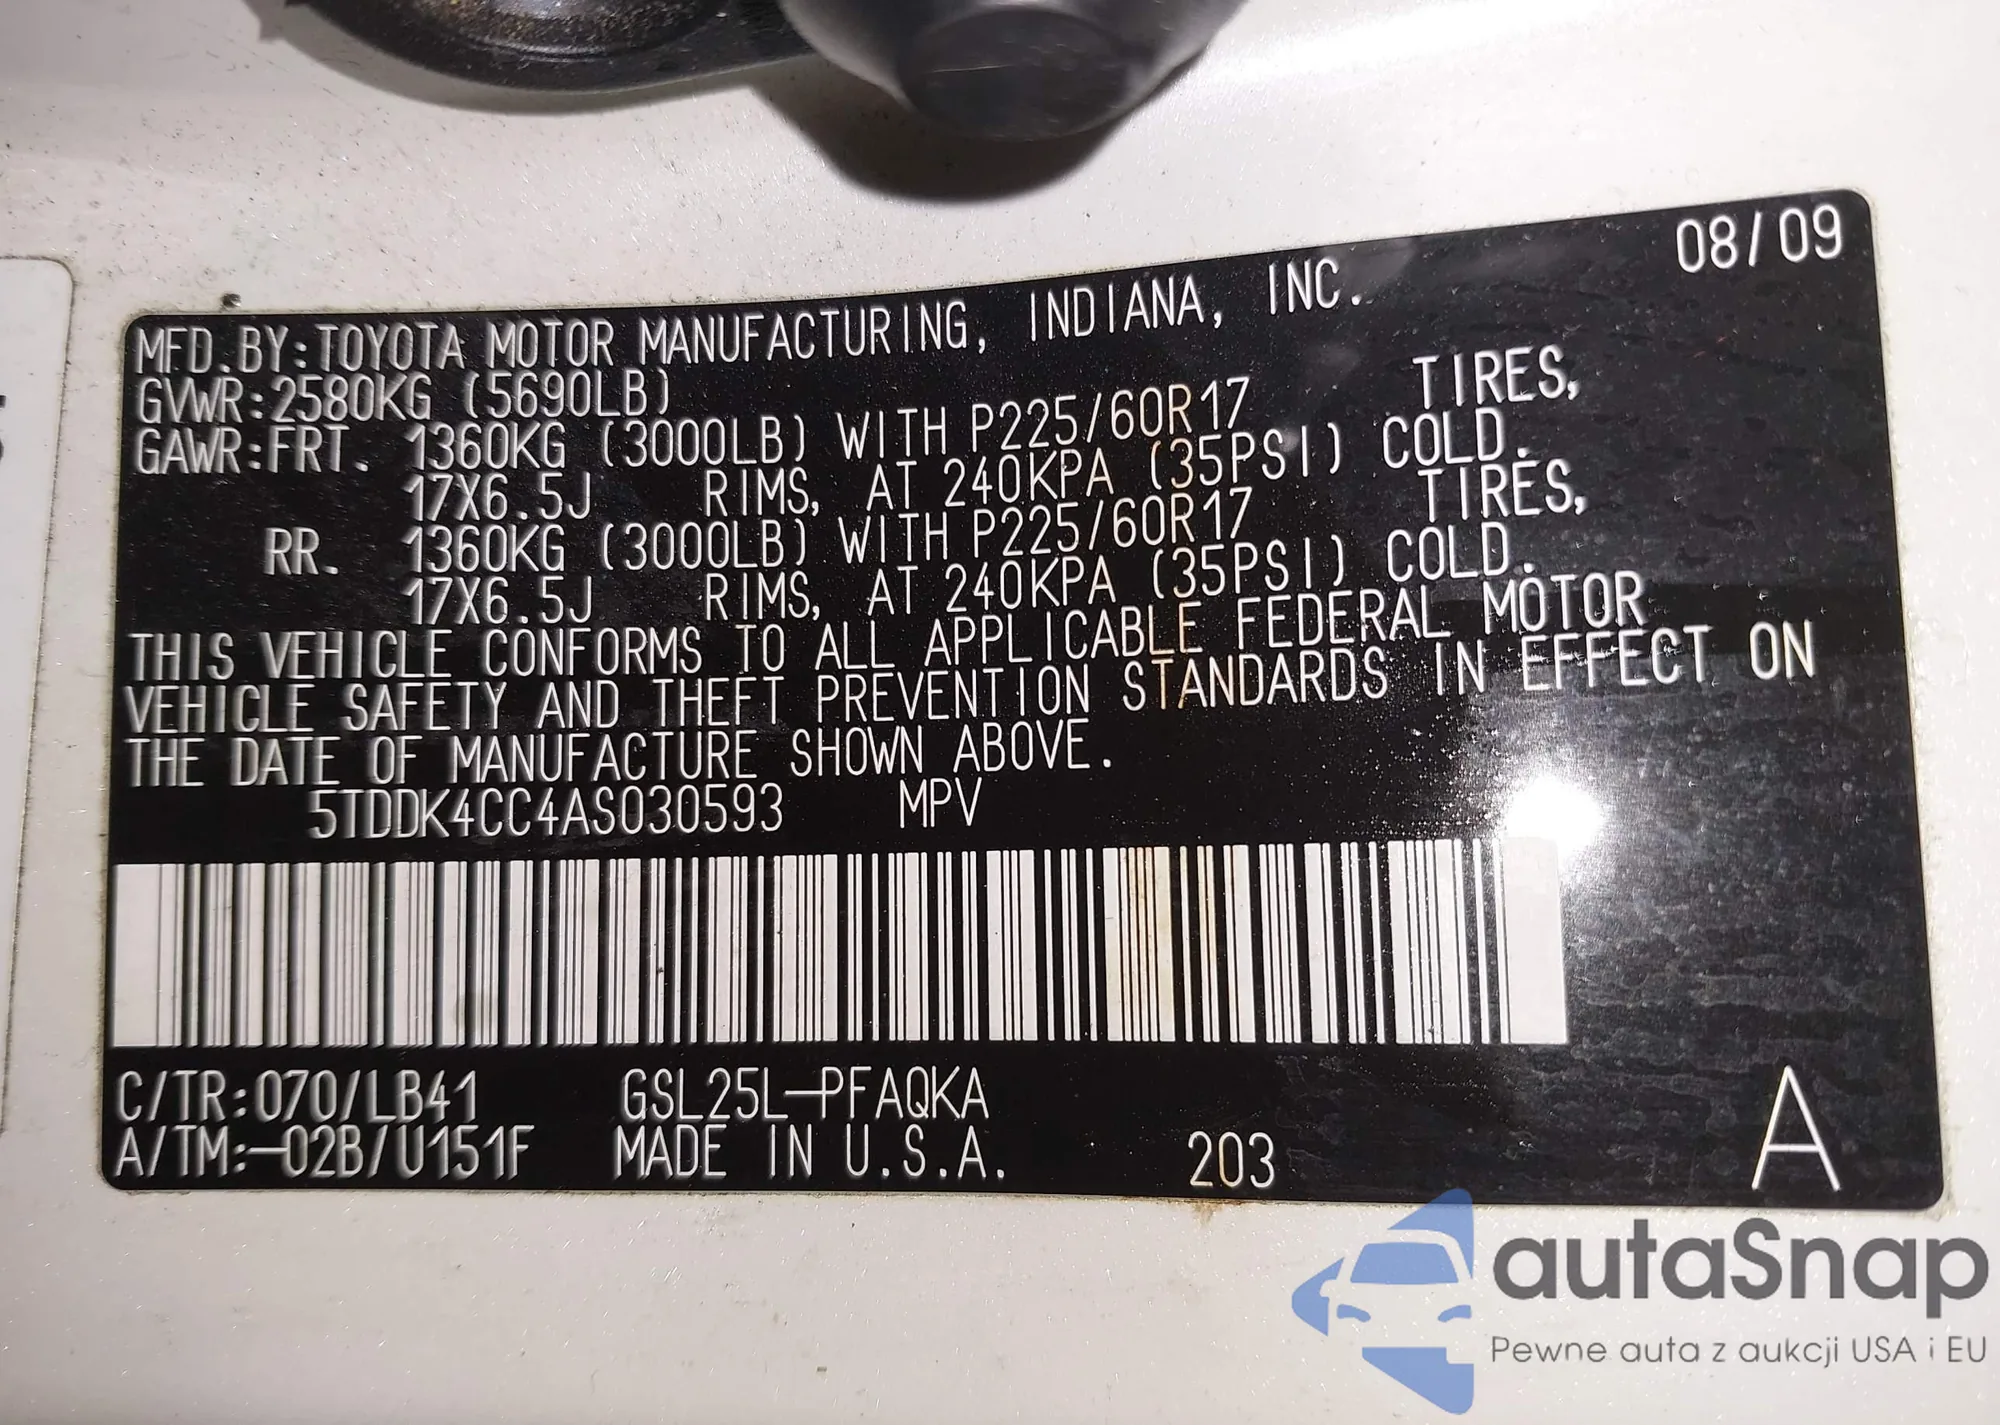 08/09
MFD.BY:TOYOTA MOTOR MANUFACTURING, INDIANA, INC.
GVWR:2580KG (5690LB)
GAWR:FRT. 1360KG (3000LB) WITH P225/60R17 TIRES,
17X6.5J RIMS, AT 240KPA (35PSI) COLD.
RR. 1360KG (3000LB) WITH P225/60R17 TIRES,
17X6.5J RIMS, AT 240KPA (35PSI) COLD.
THIS VEHICLE CONFORMS TO ALL APPLICABLE FEDERAL MOTOR
VEHICLE SAFETY AND THEFT PREVENTION STANDARDS IN EFFECT ON
THE DATE OF MANUFACTURE SHOWN ABOVE.
5TDDK4CC4AS030593 MPV
C/TR:070/LB41 GSL25L-PFAQKA
A/TM:-02B/U151F MADE IN U.S.A. 203 A
autaSnap
Pewne auta z aukcji USA i EU